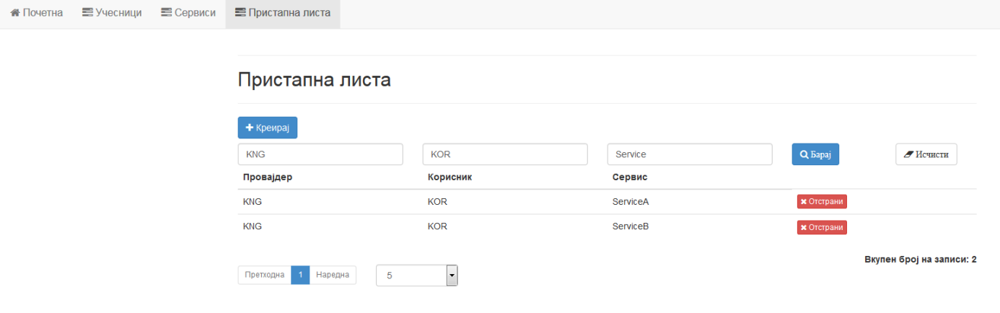 Почетна Учесници Сервиси Пристапна листа
Пристапна листа
Креирај
KNG KOR Service Барај Исчисти
Провајдер Корисник Сервис
KNG KOR ServiceA Отстрани
KNG KOR ServiceB Отстрани
Вкупен број на записи: 2
Претходна 1 Наредна 5